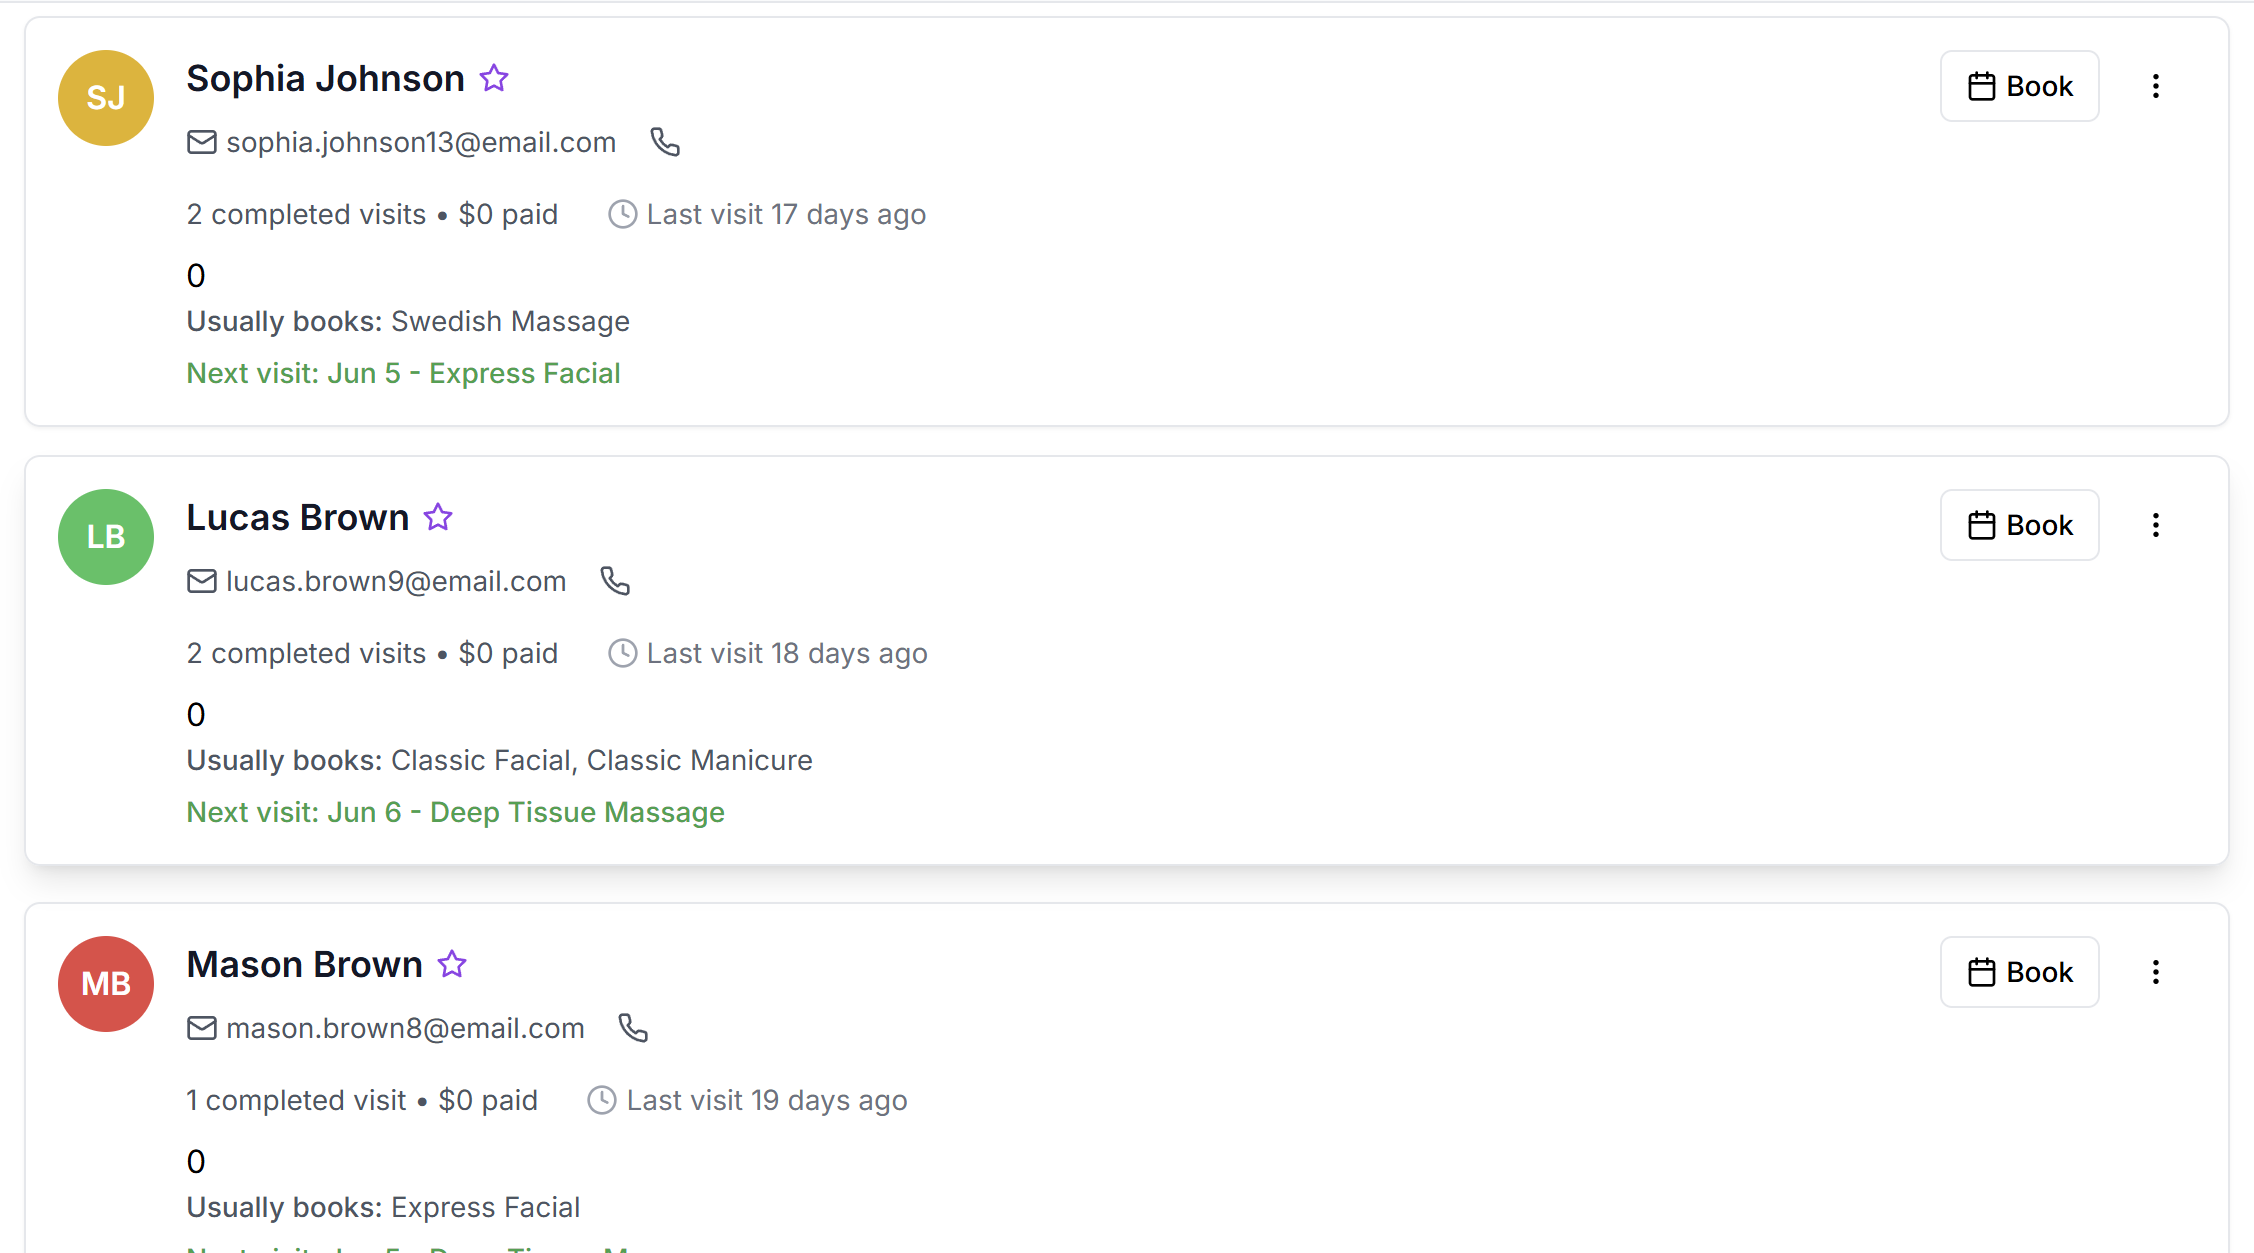 SJ
Sophia Johnson
Book
sophia.johnson13@email.com
2 completed visits • $0 paid
Last visit 17 days ago
0
Usually books: Swedish Massage
Next visit: Jun 5 - Express Facial
LB
Lucas Brown
Book
lucas.brown9@email.com
2 completed visits • $0 paid
Last visit 18 days ago
0
Usually books: Classic Facial, Classic Manicure
Next visit: Jun 6 - Deep Tissue Massage
MB
Mason Brown
Book
mason.brown8@email.com
1 completed visit • $0 paid
Last visit 19 days ago
0
Usually books: Express Facial